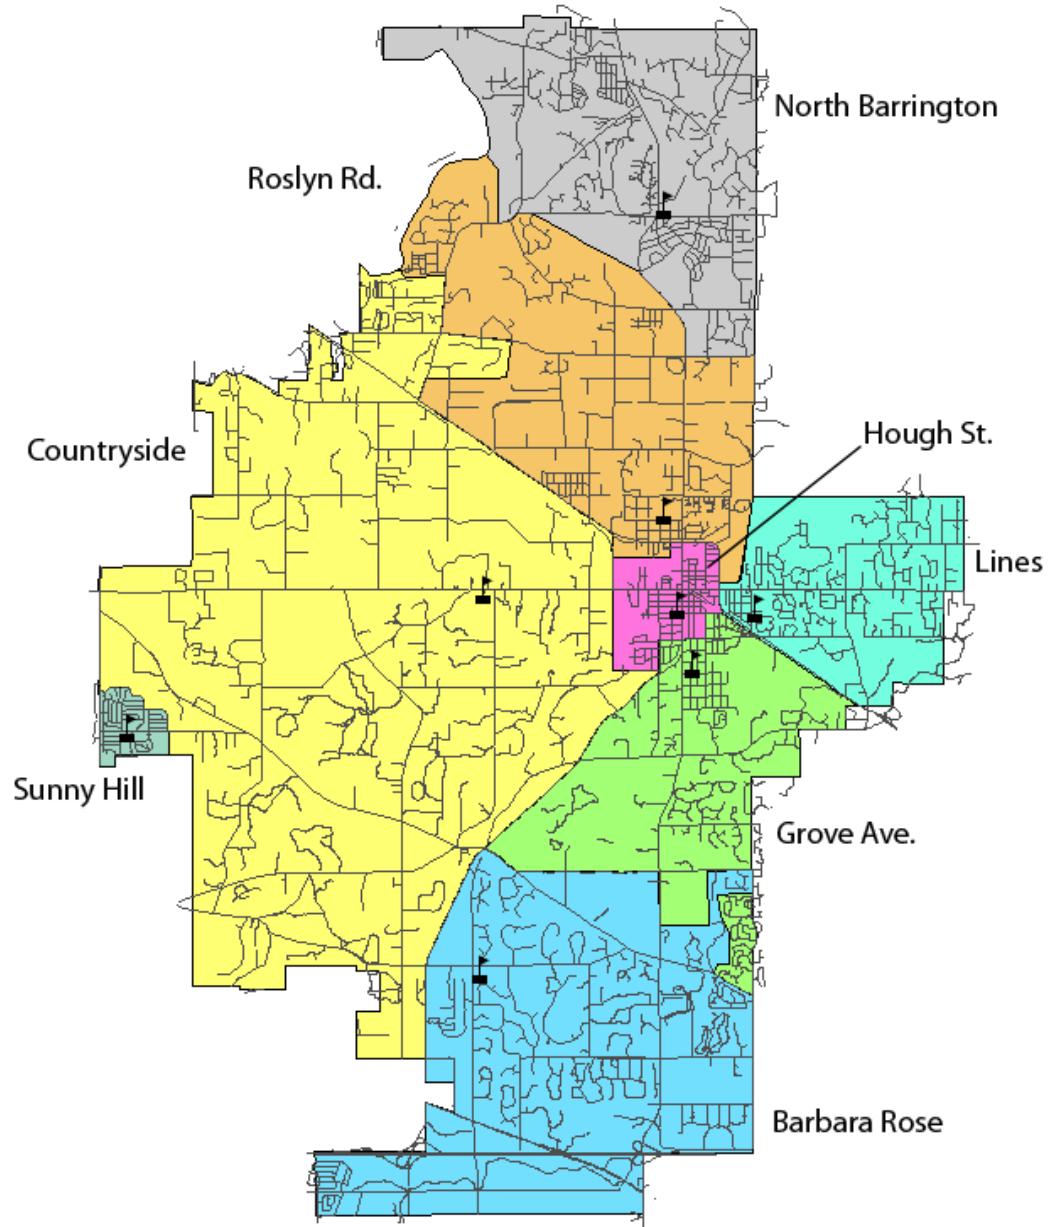 North Barrington
Roslyn Rd.
Hough St.
Countryside
Lines
Sunny Hill
Grove Ave.
Barbara Rose